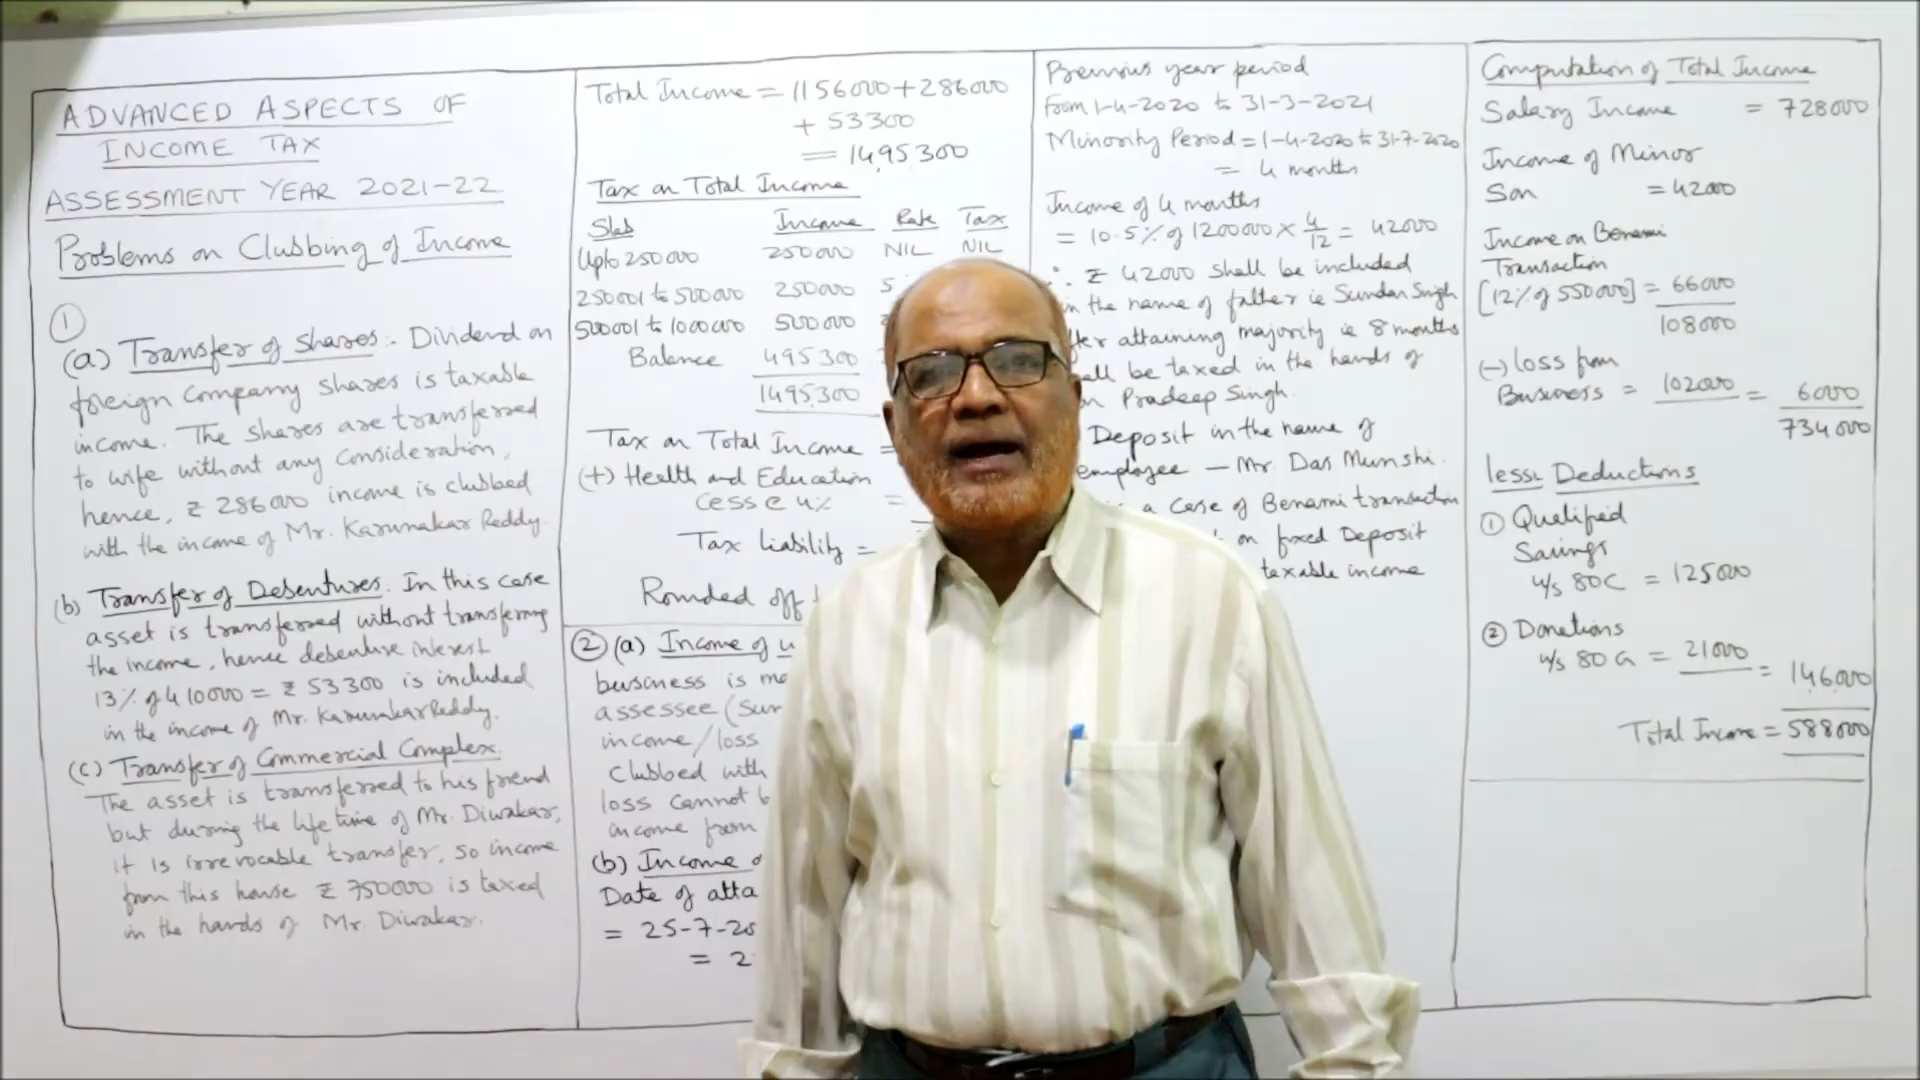 ADVANCED ASPECTS OF
INCOME TAX
ASSESSMENT YEAR 2021-22
Problems on Clubbing of Income
①
(a) Transfer of shares:- Dividend on
foreign company shares is taxable
income. The shares are transferred
to wife without any consideration,
hence, ₹ 286000 income is clubbed
with the income of Mr. Karunakar Reddy.
(b) Transfer of Debentures: In this case
asset is transferred without transferring
the income, hence debenture interest
13% of 410000 = ₹ 53300 is included
in the income of Mr. Karunakar Reddy.
(c) Transfer of Commercial Complex.
The asset is transferred to his friend
but during the life time of Mr. Diwakar,
it is irrevocable transfer, so income
from this house ₹ 750000 is taxed
in the hands of Mr. Diwakar.
Total Income = 1156000 + 286000
+ 53300
= 1495300
Tax on Total Income
Slab Income Rate Tax
Upto 250000 250000 NIL NIL
250001 to 500000 250000 5
500001 to 1000000 500000
Balance 495300
1495300
Tax on Total Income =
(+) Health and Education
Cess @ 4% =
Tax liability =
Rounded off
② (a) Income of
business is
assessee
income/loss
clubbed with
loss cannot
income from
(b) Income
Date of
= 25-7-20
= 2
Previous year period
from 1-4-2020 to 31-3-2021
Minority Period = 1-4-2020 to 31-7-2020
= 4 months
Income of 4 months
= 10.5% of 1200000 × 4/12 = 42000
∴ ₹ 42000 shall be included
in the name of father ie Sundar Singh
after attaining majority ie 8 months
be taxed in the hands of
Pradeep Singh.
Deposit in the name of
employee — Mr. Das Munshi.
a case of Benami transaction
on fixed Deposit
taxable income
Computation of Total Income
Salary Income = 728000
Income of Minor
Son = 42000
Income on Benami
Transaction
[12% of 550000] = 66000
108000
(-) loss from
Business = 102000 = 6000
734000
less: Deductions
① Qualified
Savings
u/s 80C = 125000
② Donations
u/s 80G = 21000 = 146000
Total Income = 588000